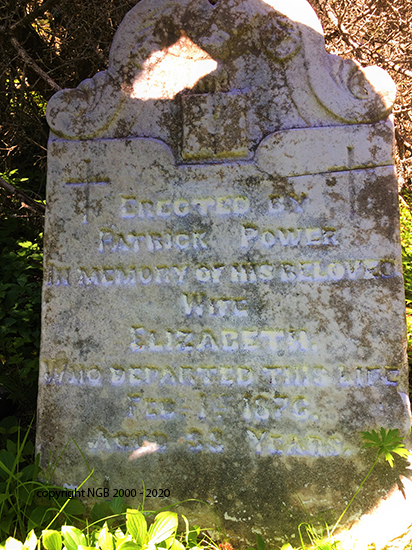 ERECTED BY
PATRICK POWER
IN MEMORY OF HIS BELOVED
WIFE
ELIZABETH.
WHO DEPARTED THIS LIFE
FEB 1. 1876.
AGED YEARS.
copyright NGB 2000 - 2020